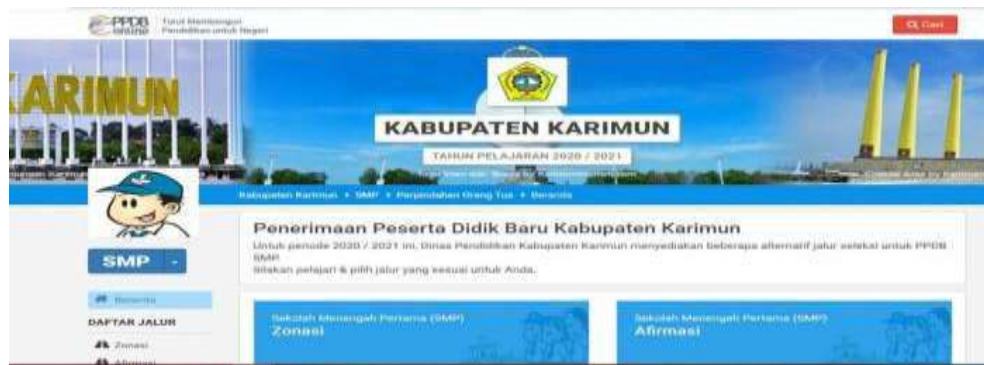 PPDB
online
Turut Membangun
Pendidikan untuk Negeri
Cari
KARIMUN
KABUPATEN KARIMUN
TAHUN PELAJARAN 2020 / 2021
Kabupaten Karimun SMP Perpindahan Orang Tua Beranda
SMP
Beranda
DAFTAR JALUR
Zonasi
Afirmasi
Penerimaan Peserta Didik Baru Kabupaten Karimun
Untuk periode 2020 / 2021 ini, Dinas Pendidikan Kabupaten Karimun menyediakan beberapa alternatif jalur seleksi untuk PPDB
SMP.
Silakan pelajari & pilih jalur yang sesuai untuk Anda.
Sekolah Menengah Pertama (SMP)
Zonasi
Sekolah Menengah Pertama (SMP)
Afirmasi